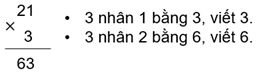 21
× 3
63
• 3 nhân 1 bằng 3, viết 3.
• 3 nhân 2 bằng 6, viết 6.